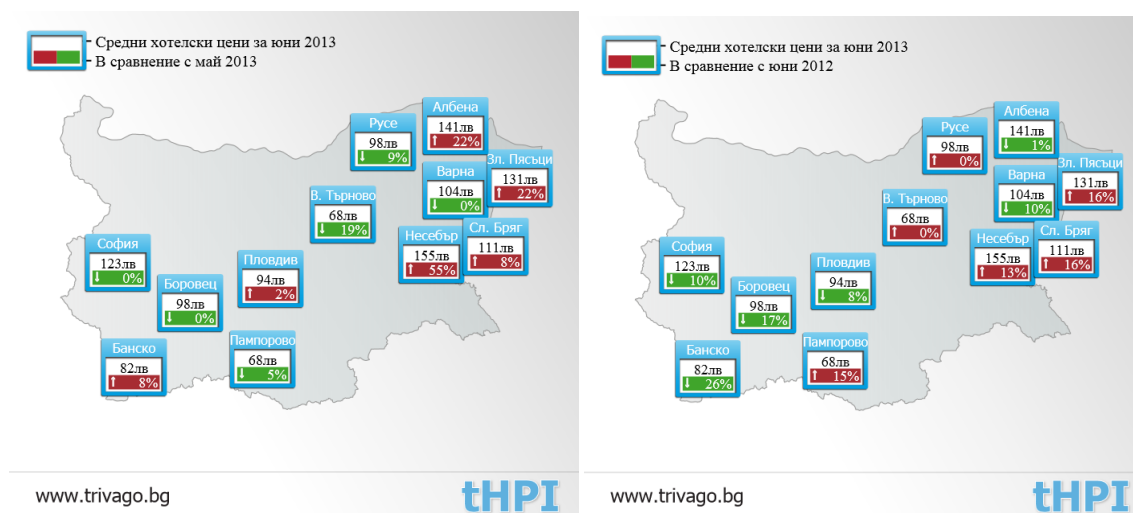 Средни хотелски цени за юни 2013
В сравнение с май 2013
Албена
141лв
22%
Русе
98лв
9%
Зл. Пясъци
131лв
22%
Варна
104лв
0%
В. Търново
68лв
19%
Сл. Бряг
111лв
8%
Несебър
155лв
55%
София
123лв
0%
Пловдив
94лв
2%
Боровец
98лв
0%
Пампорово
68лв
5%
Банско
82лв
8%
www.trivago.bg
tHPI
Средни хотелски цени за юни 2013
В сравнение с юни 2012
Албена
141лв
1%
Русе
98лв
0%
Зл. Пясъци
131лв
16%
Варна
104лв
10%
В. Търново
68лв
0%
Сл. Бряг
111лв
16%
Несебър
155лв
13%
София
123лв
10%
Пловдив
94лв
8%
Боровец
98лв
17%
Пампорово
68лв
15%
Банско
82лв
26%
www.trivago.bg
tHPI